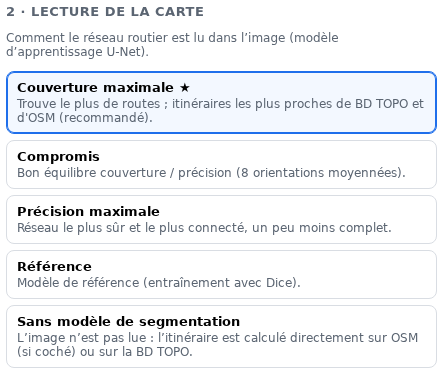 2 · LECTURE DE LA CARTE
Comment le réseau routier est lu dans l’image (modèle
d’apprentissage U-Net).
Couverture maximale ★
Trouve le plus de routes ; itinéraires les plus proches de BD TOPO et
d'OSM (recommandé).
Compromis
Bon équilibre couverture / précision (8 orientations moyennées).
Précision maximale
Réseau le plus sûr et le plus connecté, un peu moins complet.
Référence
Modèle de référence (entraînement avec Dice).
Sans modèle de segmentation
L’image n’est pas lue : l’itinéraire est calculé directement sur OSM
(si coché) ou sur la BD TOPO.